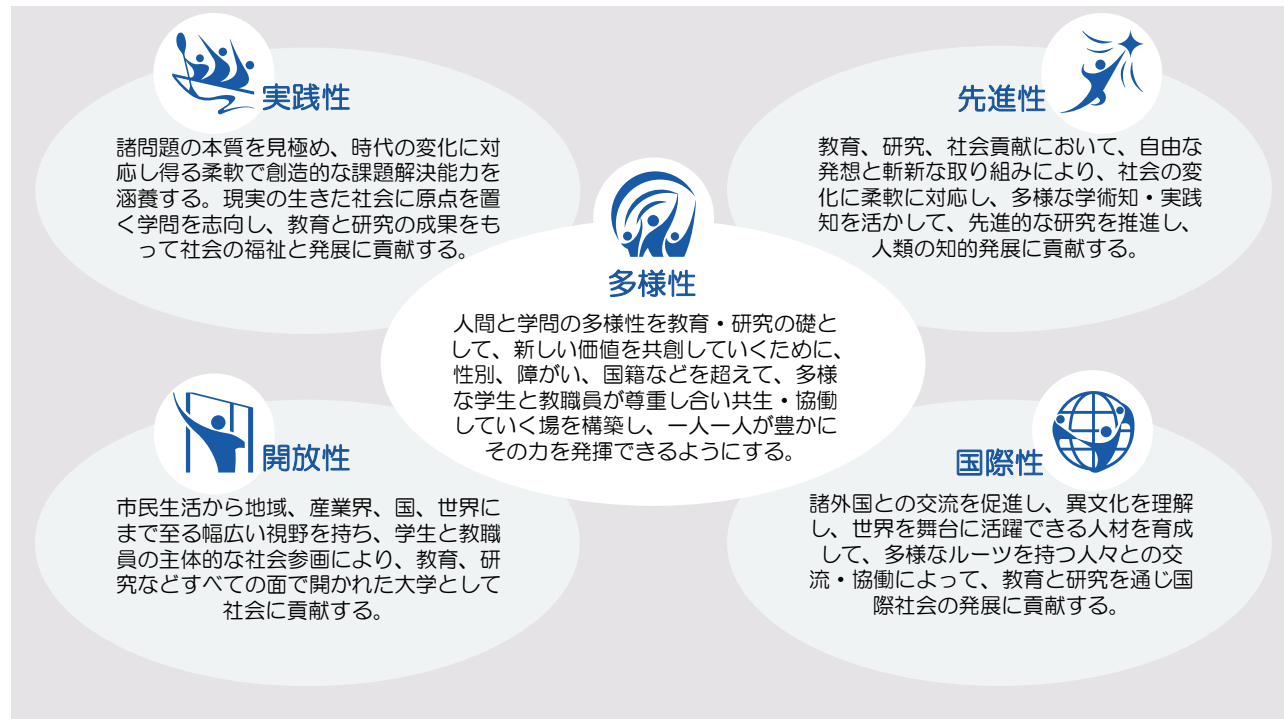 実践性
諸問題の本質を見極め、時代の変化に対
応し得る柔軟で創造的な課題解決能力を
涵養する。現実の生きた社会に原点を置
く学問を志向し、教育と研究の成果をも
って社会の福祉と発展に貢献する。
先進性
教育、研究、社会貢献において、自由な
発想と斬新な取り組みにより、社会の変
化に柔軟に対応し、多様な学術知・実践
知を活かして、先進的な研究を推進し、
人類の知的発展に貢献する。
多様性
人間と学問の多様性を教育・研究の礎と
して、新しい価値を共創していくために、
性別、障がい、国籍などを超えて、多様
な学生と教職員が尊重し合い共生・協働
していく場を構築し、一人一人が豊かに
その力を発揮できるようにする。
開放性
市民生活から地域、産業界、国、世界に
まで至る幅広い視野を持ち、学生と教職
員の主体的な社会参画により、教育、研
究などすべての面で開かれた大学として
社会に貢献する。
国際性
諸外国との交流を促進し、異文化を理解
し、世界を舞台に活躍できる人材を育成
して、多様なルーツを持つ人々との交
流・協働によって、教育と研究を通じ国
際社会の発展に貢献する。